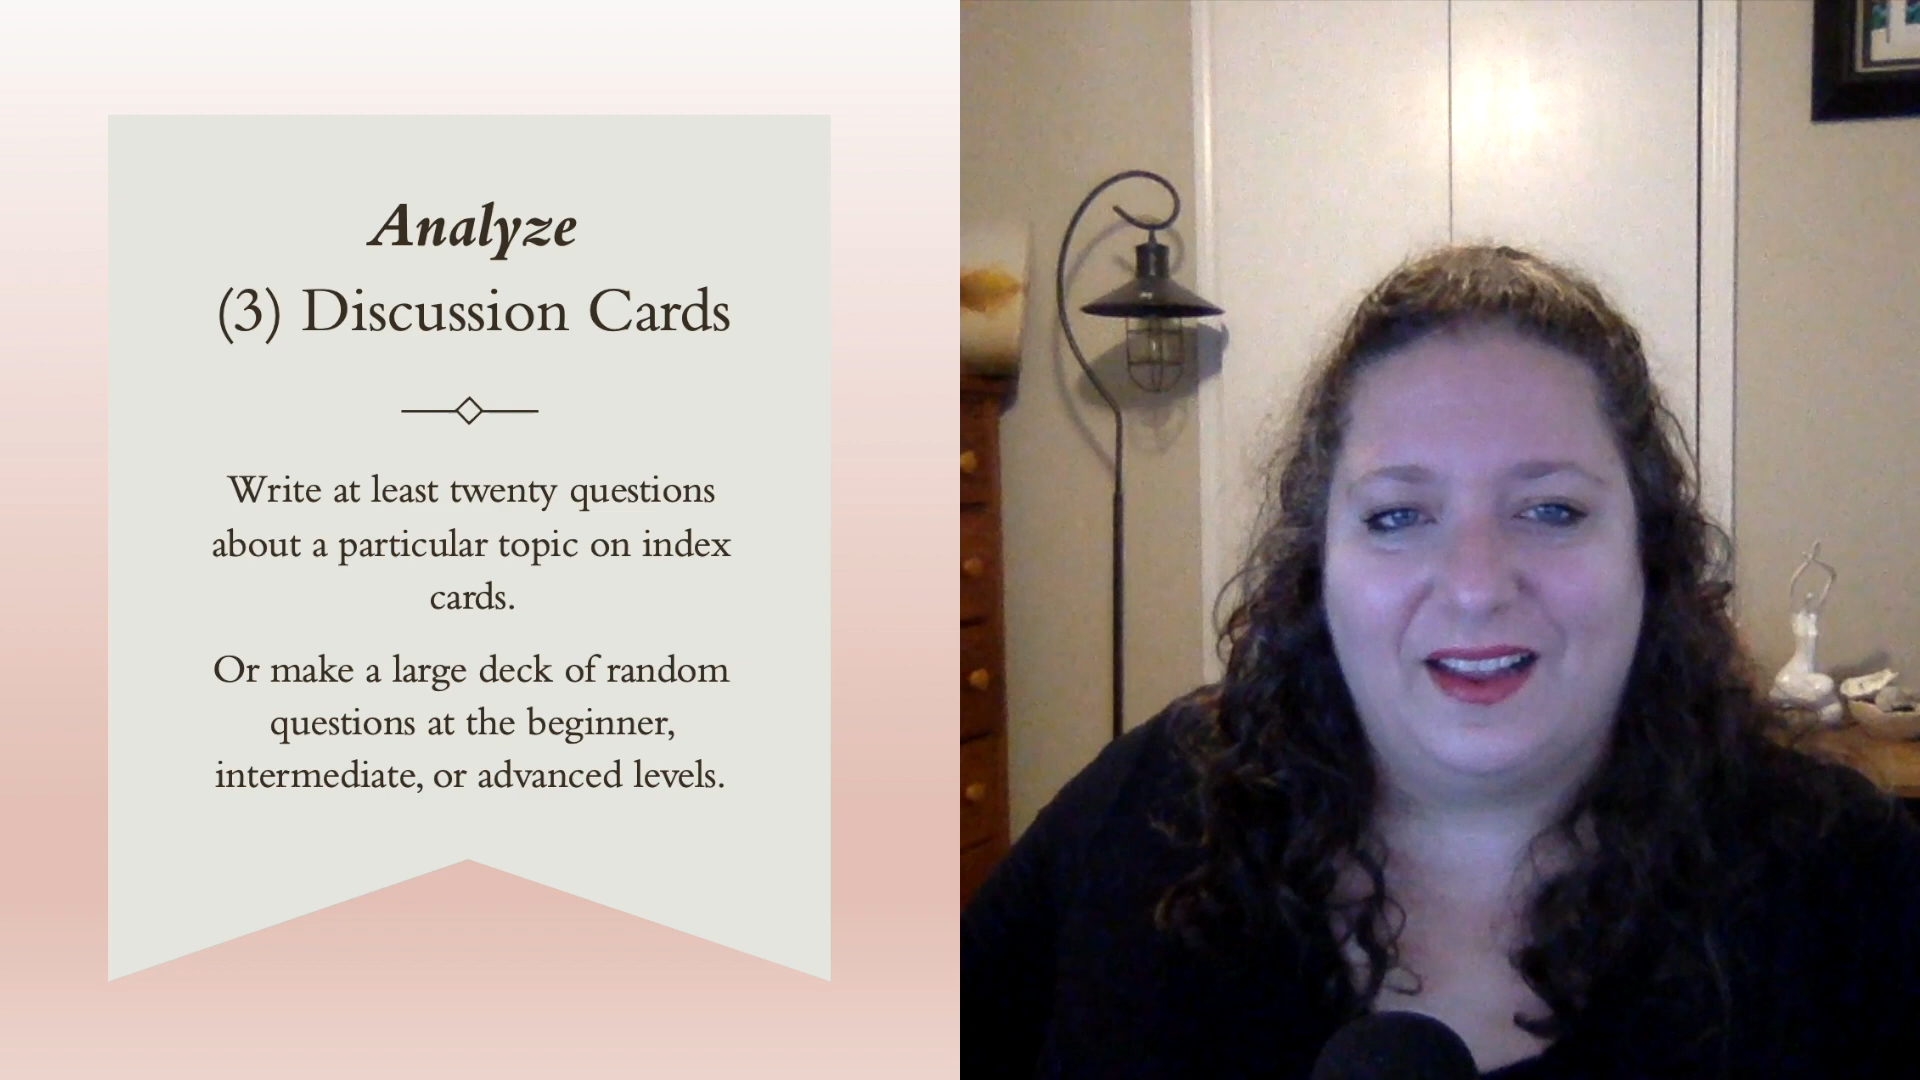 Analyze
(3) Discussion Cards
Write at least twenty questions
about a particular topic on index
cards.
Or make a large deck of random
questions at the beginner,
intermediate, or advanced levels.